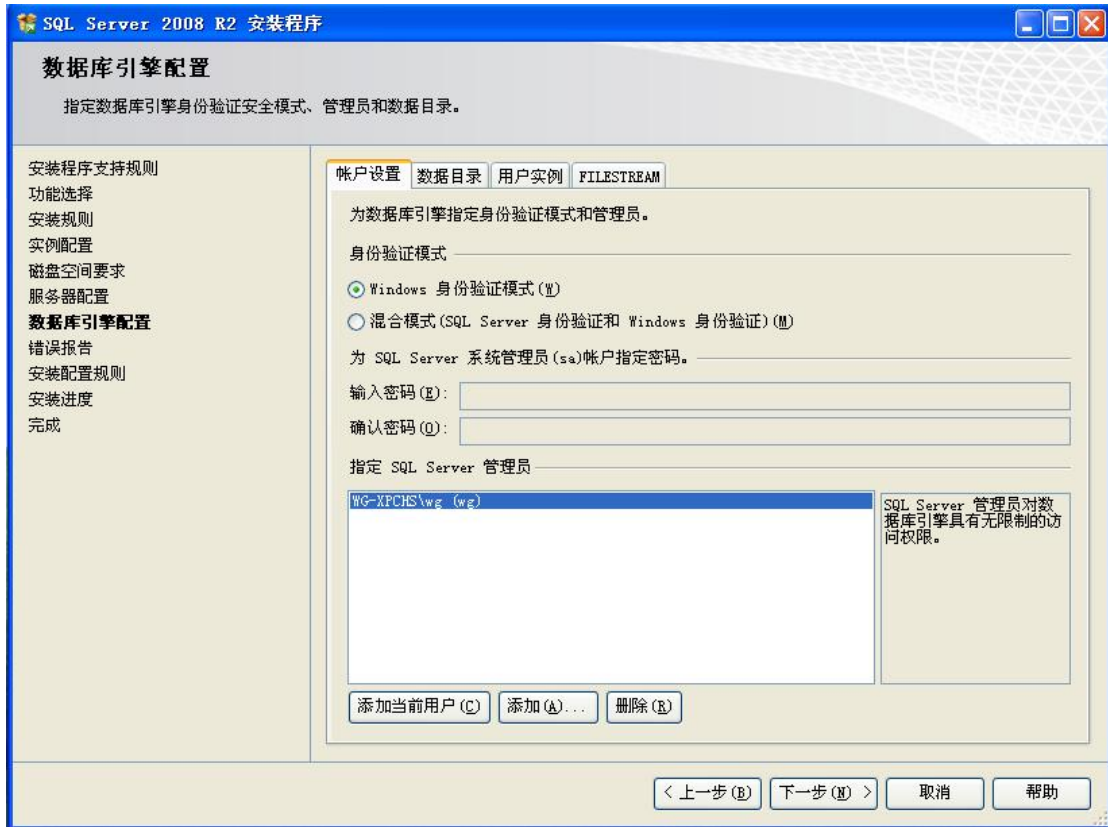 SQL Server 2008 R2 安装程序
数据库引擎配置
指定数据库引擎身份验证安全模式、管理员和数据目录。
安装程序支持规则
功能选择
安装规则
实例配置
磁盘空间要求
服务器配置
数据库引擎配置
错误报告
安装配置规则
安装进度
完成
帐户设置 数据目录 用户实例 FILESTREAM
为数据库引擎指定身份验证模式和管理员。
身份验证模式
Windows 身份验证模式(W)
混合模式(SQL Server 身份验证和 Windows 身份验证)(M)
为 SQL Server 系统管理员(sa)帐户指定密码。
输入密码(E):
确认密码(O):
指定 SQL Server 管理员
WG-XPCHS\wg (wg)
SQL Server 管理员对数
据库引擎具有无限制的访
问权限。
添加当前用户(C) 添加(A)... 删除(R)
< 上一步(B) 下一步(N) > 取消 帮助